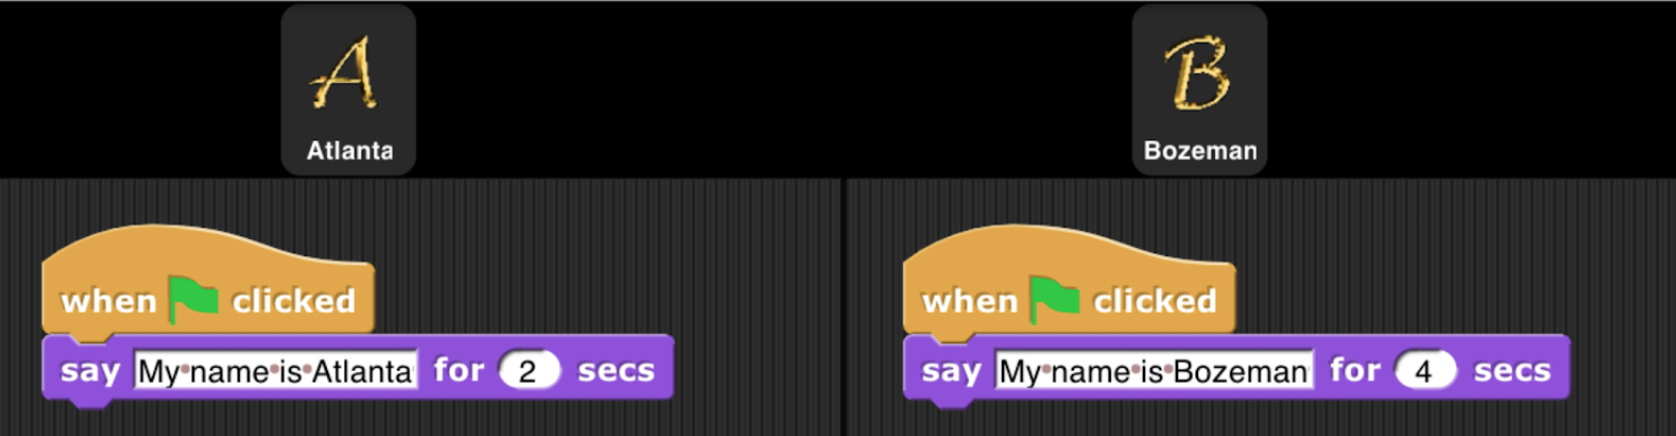 A
Atlanta
when clicked
say My name is Atlanta for 2 secs
B
Bozeman
when clicked
say My name is Bozeman for 4 secs